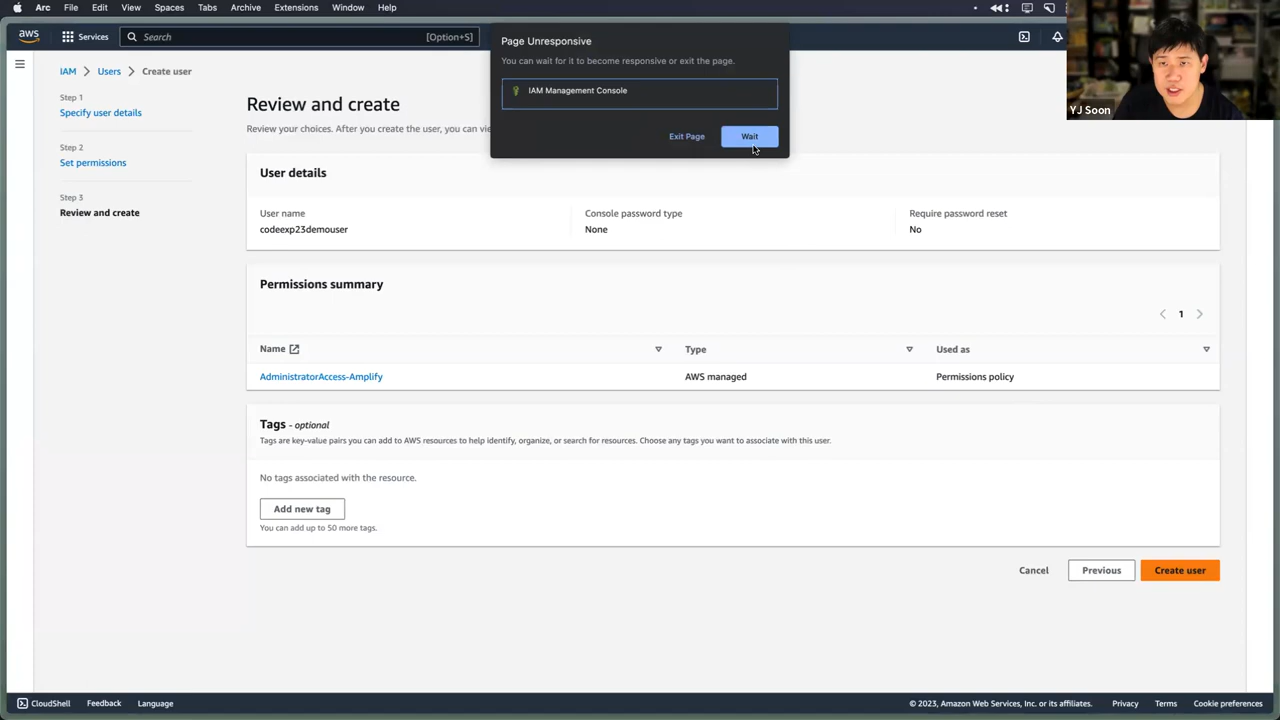 Arc File Edit View Spaces Tabs Archive Extensions Window Help
aws Services Search [Option+S]
Page Unresponsive
You can wait for it to become responsive or exit the page.
IAM Management Console
Exit Page Wait
YJ Soon
IAM Users Create user
Step 1
Specify user details
Step 2
Set permissions
Step 3
Review and create
Review and create
Review your choices. After you create the user, you can vi
User details
User name Console password type Require password reset
codeexp23demouser None No
Permissions summary
1
Name Type Used as
AdministratorAccess-Amplify AWS managed Permissions policy
Tags - optional
Tags are key-value pairs you can add to AWS resources to help identify, organize, or search for resources. Choose any tags you want to associate with this user.
No tags associated with the resource.
Add new tag
You can add up to 50 more tags.
Cancel Previous Create user
CloudShell Feedback Language © 2023, Amazon Web Services, Inc. or its affiliates. Privacy Terms Cookie preferences